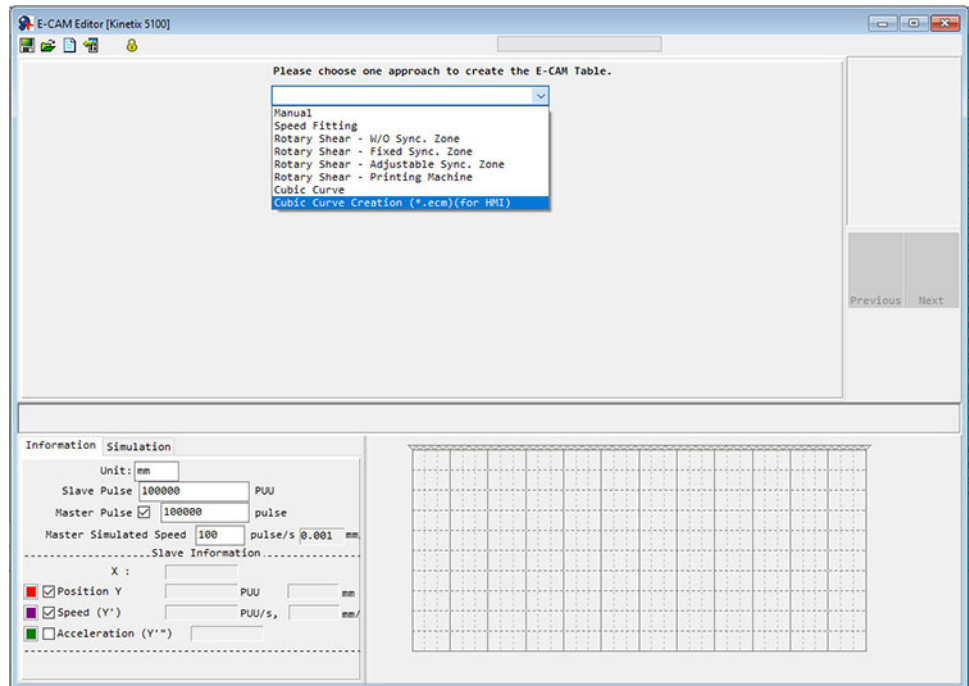 E-CAM Editor [Kinetix 5100]
Please choose one approach to create the E-CAM Table.
Manual
Speed Fitting
Rotary Shear - W/O Sync. Zone
Rotary Shear - Fixed Sync. Zone
Rotary Shear - Adjustable Sync. Zone
Rotary Shear - Printing Machine
Cubic Curve
Cubic Curve Creation (*.ecm)(for HMI)
Previous Next
Information Simulation
Unit: mm
Slave Pulse 100000 PUU
Master Pulse 100000 pulse
Master Simulated Speed 100 pulse/s 0.001 mm
Slave Information
X :
Position Y PUU mm
Speed (Y') PUU/s, mm/
Acceleration (Y'")